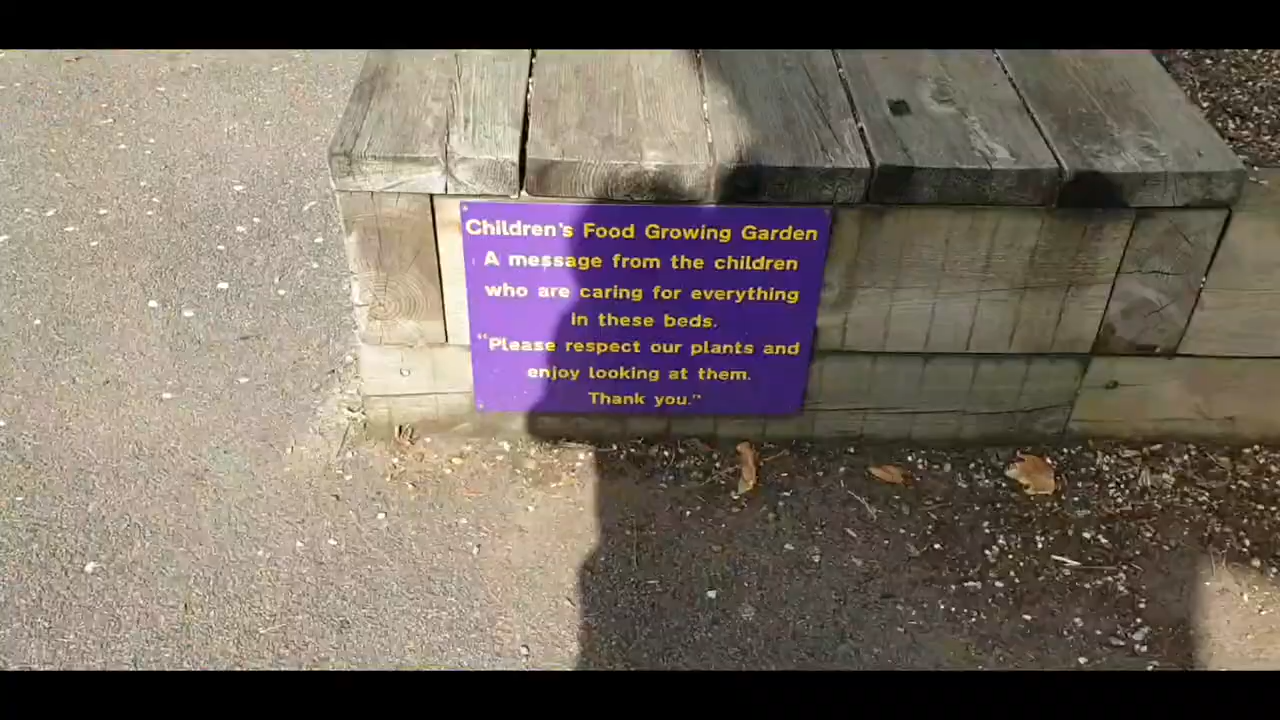 Children's Food Growing Garden
A message from the children
who are caring for everything
in these beds.
"Please respect our plants and
enjoy looking at them.
Thank you."